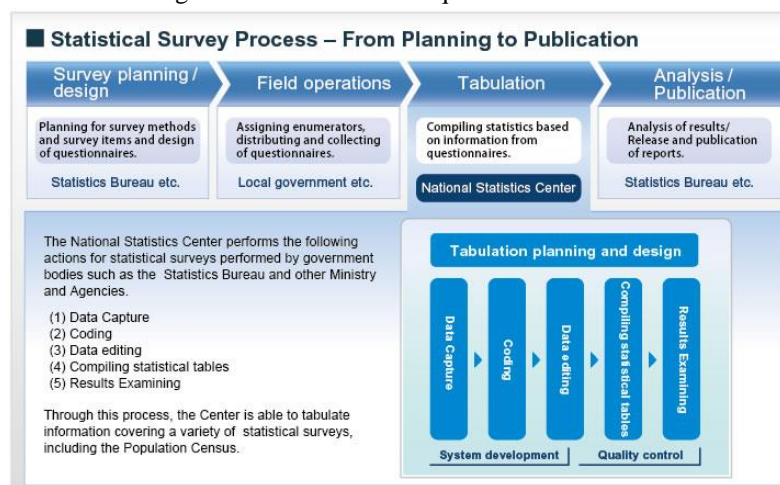 Statistical Survey Process – From Planning to Publication
Survey planning /
design
Field operations
Tabulation
Analysis /
Publication
Planning for survey methods
and survey items and design
of questionnaires.
Statistics Bureau etc.
Assigning enumerators,
distributing and collecting
of questionnaires.
Local government etc.
Compiling statistics based
on information from
questionnaires.
National Statistics Center
Analysis of results/
Release and publication
of reports.
Statistics Bureau etc.
The National Statistics Center performs the following
actions for statistical surveys performed by government
bodies such as the Statistics Bureau and other Ministry
and Agencies.
(1) Data Capture
(2) Coding
(3) Data editing
(4) Compiling statistical tables
(5) Results Examining
Through this process, the Center is able to tabulate
information covering a variety of statistical surveys,
including the Population Census.
Tabulation planning and design
Data Capture
Coding
Data editing
Compiling statistical tables
Results Examining
System development
Quality control